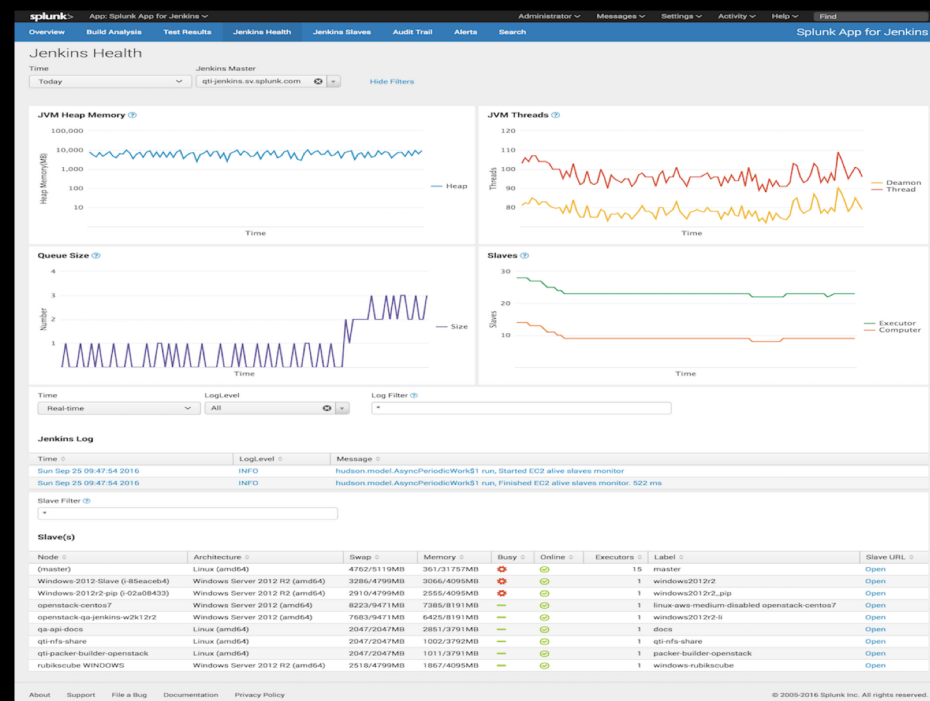 splunk> App: Splunk App for Jenkins Administrator Messages Settings Activity Help Find
Overview Build Analysis Test Results Jenkins Health Jenkins Slaves Audit Trail Alerts Search Splunk App for Jenkins
Jenkins Health
Time Jenkins Master
Today qti-jenkins.sv.splunk.com Hide Filters
JVM Heap Memory ?
100,000
10,000
1,000
100
10
Heap Memory(MB)
Heap
Time
JVM Threads ?
120
110
100
90
80
Threads
Deamon
Thread
Time
Queue Size ?
4
3
2
1
Number
Size
Time
Slaves ?
30
20
10
Slaves
Executor
Computer
Time
Time LogLevel Log Filter ?
Real-time All *
Jenkins Log
Time LogLevel Message
Sun Sep 25 09:47:54 2016 INFO hudson.model.AsyncPeriodicWork$1 run, Started EC2 alive slaves monitor
Sun Sep 25 09:47:54 2016 INFO hudson.model.AsyncPeriodicWork$1 run, Finished EC2 alive slaves monitor. 522 ms
Slave Filter ?
*
Slave(s)
Node Architecture Swap Memory Busy Online Executors Label Slave URL
(master) Linux (amd64) 4762/5119MB 361/31757MB 15 master Open
Windows-2012-Slave (i-85eaceb4) Windows Server 2012 R2 (amd64) 3286/4799MB 3066/4095MB 1 windows2012r2 Open
Windows-2012r2-pip (i-02a08433) Windows Server 2012 R2 (amd64) 2910/4799MB 2555/4095MB 1 windows2012r2_pip Open
openstack-centos7 Windows Server 2012 (amd64) 8223/9471MB 7385/8191MB 1 linux-aws-medium-disabled openstack-centos7 Open
openstack-qa-jenkins-w2k12r2 Windows Server 2012 (amd64) 7683/9471MB 6425/8191MB 1 windows2012r2-li Open
qa-api-docs Linux (amd64) 2047/2047MB 2851/3791MB 1 docs Open
qti-nfs-share Linux (amd64) 2047/2047MB 1002/3792MB 1 qti-nfs-share Open
qti-packer-builder-openstack Linux (amd64) 2047/2047MB 1011/3791MB 1 packer-builder-openstack Open
rubikscube WINDOWS Windows Server 2012 R2 (amd64) 2518/4799MB 1867/4095MB 1 windows-rubikscube Open
About Support File a Bug Documentation Privacy Policy © 2005-2016 Splunk Inc. All rights reserved.